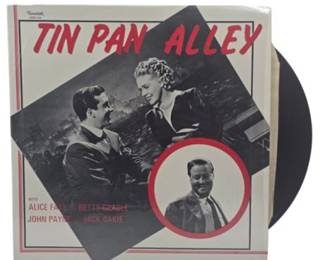 TIN PAN ALLEY
WITH
ALICE FAYE BETTY GRABLE
JOHN PAYNE JACK OAKIE